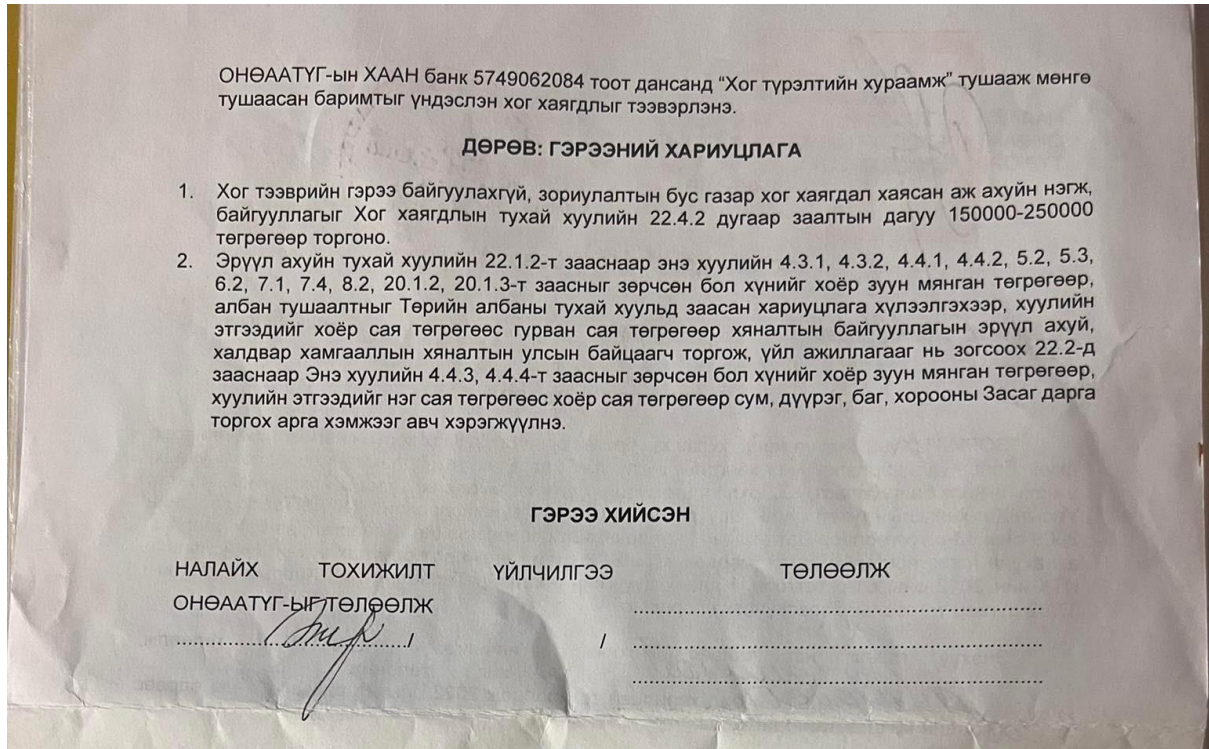 ОНӨААТҮГ-ын ХААН банк 5749062084 тоот дансанд “Хог түрэлтийн хураамж” тушааж мөнгө
тушаасан баримтыг үндэслэн хог хаягдлыг тээвэрлэнэ.
ДӨРӨВ: ГЭРЭЭНИЙ ХАРИУЦЛАГА
1. Хог тээврийн гэрээ байгуулахгүй, зориулалтын бус газар хог хаягдал хаясан аж ахуйн нэгж,
байгууллагыг Хог хаягдлын тухай хуулийн 22.4.2 дугаар заалтын дагуу 150000-250000
төгрөгөөр торгоно.
2. Эрүүл ахуйн тухай хуулийн 22.1.2-т зааснаар энэ хуулийн 4.3.1, 4.3.2, 4.4.1, 4.4.2, 5.2, 5.3,
6.2, 7.1, 7.4, 8.2, 20.1.2, 20.1.3-т заасныг зөрчсөн бол хүнийг хоёр зуун мянган төгрөгөөр,
албан тушаалтныг Төрийн албаны тухай хуульд заасан хариуцлага хүлээлгэхээр, хуулийн
этгээдийг хоёр сая төгрөгөөс гурван сая төгрөгөөр хяналтын байгууллагын эрүүл ахуй,
халдвар хамгааллын хяналтын улсын байцаагч торгож, үйл ажиллагааг нь зогсоох 22.2-д
зааснаар Энэ хуулийн 4.4.3, 4.4.4-т заасныг зөрчсөн бол хүнийг хоёр зуун мянган төгрөгөөр,
хуулийн этгээдийг нэг сая төгрөгөөс хоёр сая төгрөгөөр сум, дүүрэг, баг, хорооны Засаг дарга
торгох арга хэмжээг авч хэрэгжүүлнэ.
ГЭРЭЭ ХИЙСЭН
НАЛАЙХ ТОХИЖИЛТ ҮЙЛЧИЛГЭЭ
ОНӨААТҮГ-ЫГ ТӨЛӨӨЛЖ
/ /
ТӨЛӨӨЛЖ